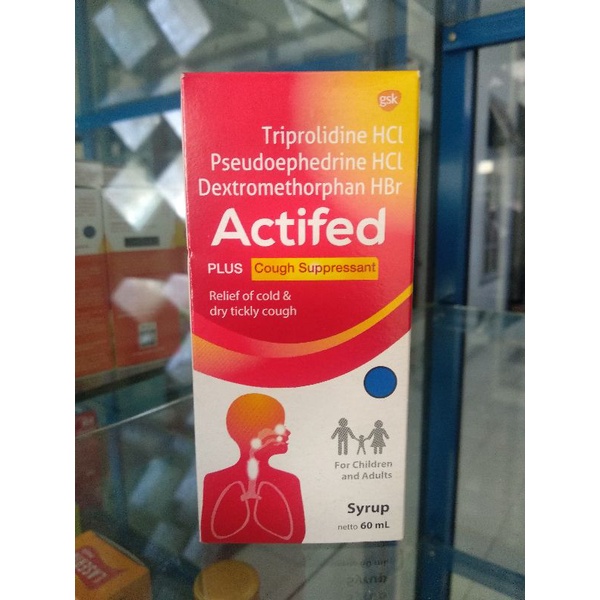 gsk
Triprolidine HCl
Pseudoephedrine HCl
Dextromethorphan HBr
Actifed
PLUS Cough Suppressant
Relief of cold &
dry tickly cough
For Children
and Adults
Syrup
netto 60 mL